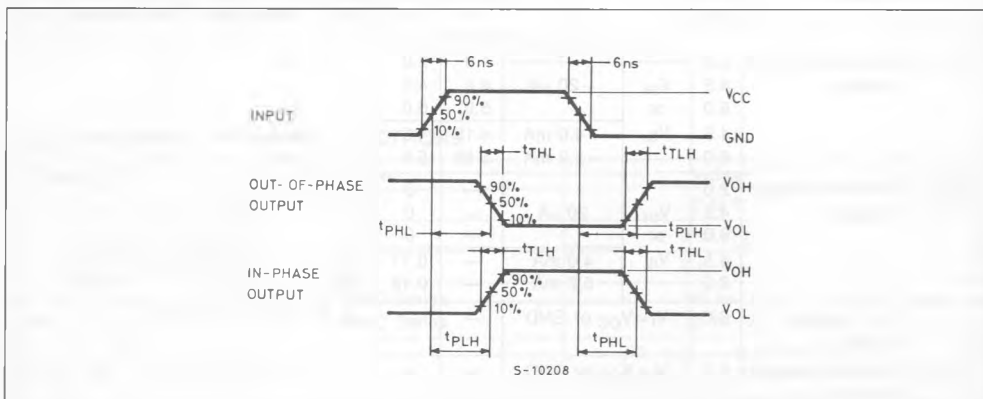 6ns 6ns
VCC
90%
INPUT 50%
10%
GND
tTHL tTLH
OUT-OF-PHASE 90% VOH
OUTPUT 50%
10%
VOL
tPHL tPLH
tTLH tTHL
IN-PHASE VOH
OUTPUT 90%
50%
10%
VOL
tPLH tPHL
S-10208